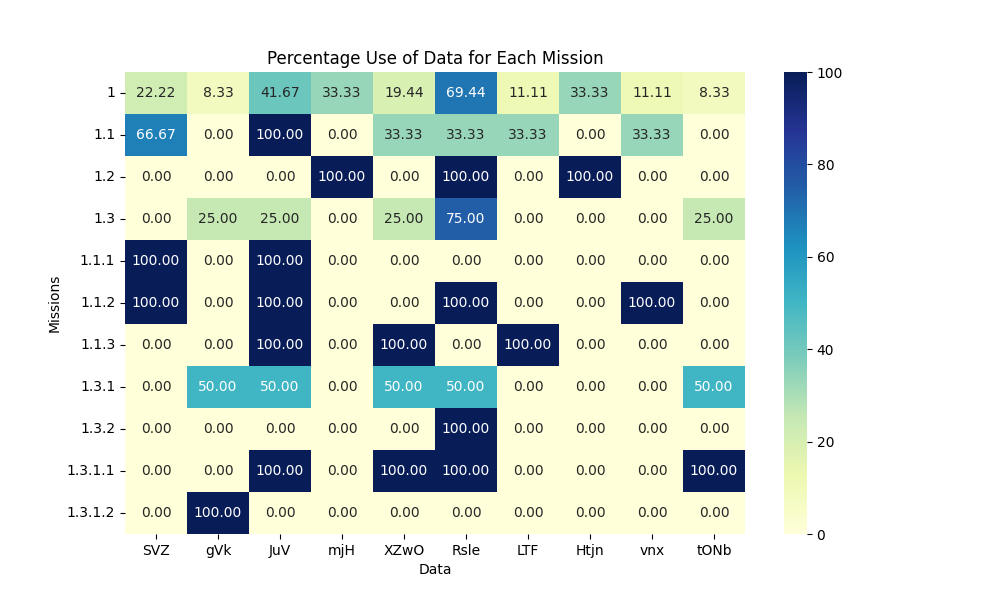 Percentage Use of Data for Each Mission
1 22.22 8.33 41.67 33.33 19.44 69.44 11.11 33.33 11.11 8.33
1.1 66.67 0.00 100.00 0.00 33.33 33.33 33.33 0.00 33.33 0.00
1.2 0.00 0.00 0.00 100.00 0.00 100.00 100.00 0.00 0.00
1.3 0.00 25.00 25.00 0.00 25.00 75.00 0.00 0.00 0.00 25.00
1.1.1 100.00 0.00 100.00 0.00 0.00 0.00 0.00 0.00 0.00 0.00
1.1.2 100.00 0.00 100.00 0.00 0.00 100.00 0.00 0.00 100.00 0.00
1.1.3 0.00 0.00 100.00 0.00 100.00 0.00 100.00 0.00 0.00 0.00
1.3.1 0.00 50.00 50.00 0.00 50.00 50.00 0.00 0.00 0.00 50.00
1.3.2 0.00 0.00 0.00 0.00 0.00 100.00 0.00 0.00 0.00 0.00
1.3.1.1 0.00 0.00 100.00 0.00 100.00 100.00 0.00 0.00 0.00 100.00
1.3.1.2 0.00 100.00 0.00 0.00 0.00 0.00 0.00 0.00 0.00 0.00
SVZ gVk JuV mjH XZwO Rsle LTF Htjn vnx tONb
Data
Missions
100
80
60
40
20
0